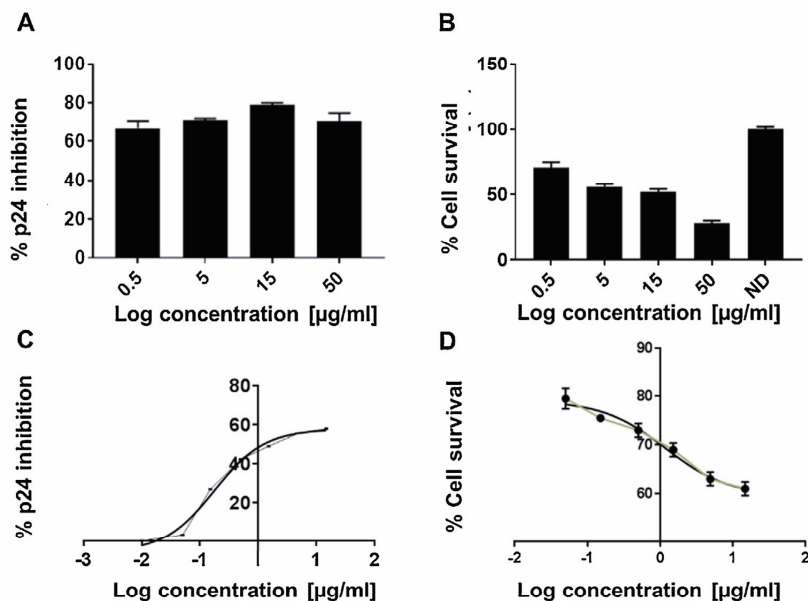 A
% p24 inhibition
100
80
60
40
20
0
0.5 5 15 50
Log concentration [µg/ml]
B
% Cell survival
150
100
50
0
0.5 5 15 50 ND
Log concentration [µg/ml]
C
% p24 inhibition
80
60
40
20
-3 -2 -1 0 1 2
Log concentration [µg/ml]
D
% Cell survival
90
80
70
60
-2 -1 0 1 2
Log concentration [µg/ml]